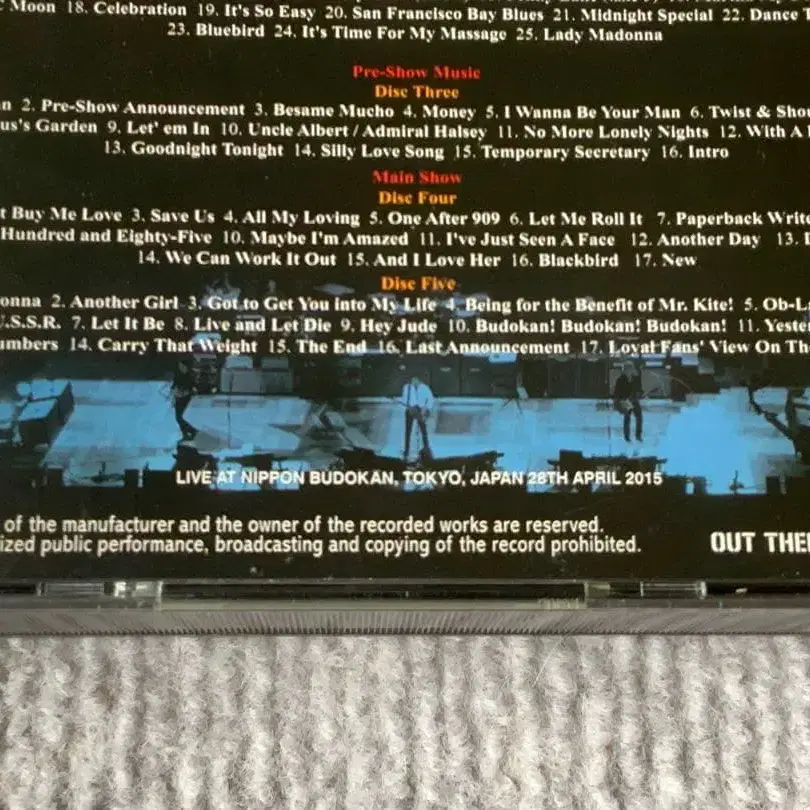 Moon 18. Celebration 19. It's So Easy 20. San Francisco Bay Blues 21. Midnight Special 22. Dance T
23. Bluebird 24. It's Time For My Massage 25. Lady Madonna
Pre-Show Music
Disc Three
n 2. Pre-Show Announcement 3. Besame Mucho 4. Money 5. I Wanna Be Your Man 6. Twist & Sho
us's Garden 9. Let' em In 10. Uncle Albert / Admiral Halsey 11. No More Lonely Nights 12. With A
13. Goodnight Tonight 14. Silly Love Song 15. Temporary Secretary 16. Intro
Main Show
Disc Four
t Buy Me Love 3. Save Us 4. All My Loving 5. One After 909 6. Let Me Roll It 7. Paperback Write
Hundred and Eighty-Five 10. Maybe I'm Amazed 11. I've Just Seen A Face 12. Another Day 13.
14. We Can Work It Out 15. And I Love Her 16. Blackbird 17. New
Disc Five
onna 2. Another Girl 3. Got to Get You into My Life 4. Being for the Benefit of Mr. Kite! 5. Ob-L
.S.S.R. 7. Let It Be 8. Live and Let Die 9. Hey Jude 10. Budokan! Budokan! Budokan! 11. Yest
umbers 14. Carry That Weight 15. The End 16. Last Announcement 17. Loyal Fans' View On Th
LIVE AT NIPPON BUDOKAN, TOKYO, JAPAN 28TH APRIL 2015
of the manufacturer and the owner of the recorded works are reserved.
ized public performance, broadcasting and copying of the record prohibited.
OUT THE